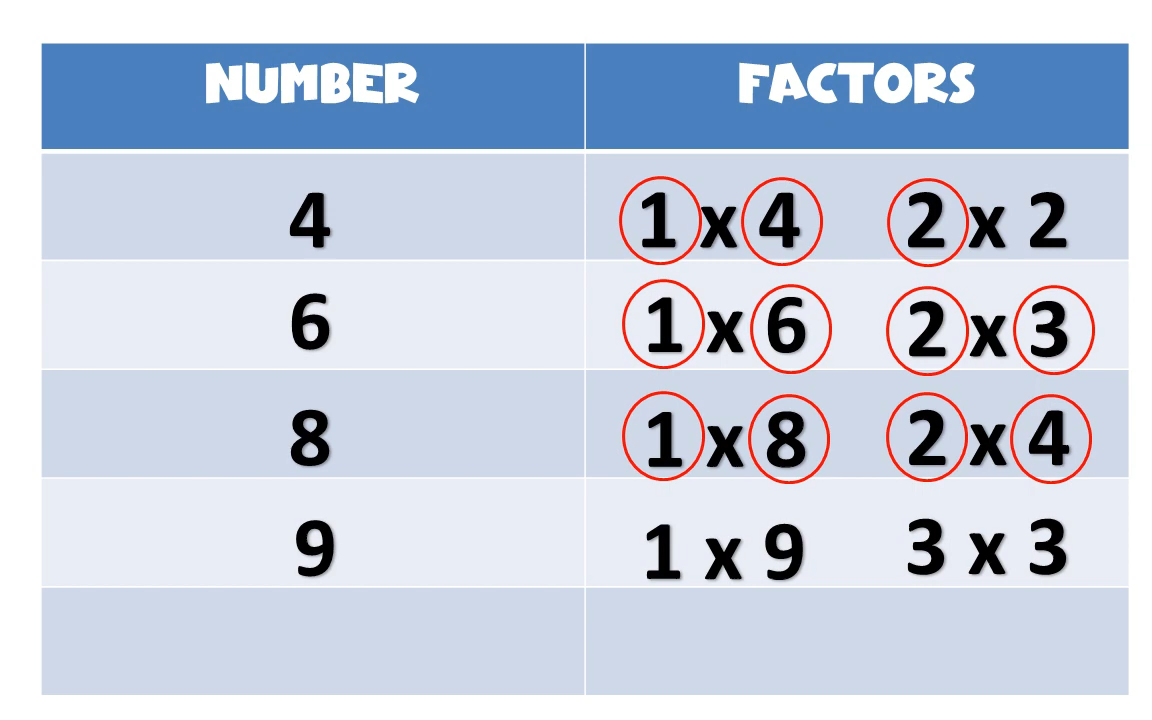 NUMBER FACTORS
4 1 x 4 2 x 2
6 1 x 6 2 x 3
8 1 x 8 2 x 4
9 1 x 9 3 x 3